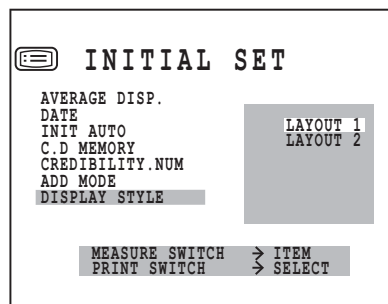 INITIAL SET
AVERAGE DISP.
DATE
INIT AUTO
C.D MEMORY
CREDIBILITY.NUM
ADD MODE
DISPLAY STYLE
LAYOUT 1
LAYOUT 2
MEASURE SWITCH → ITEM
PRINT SWITCH → SELECT